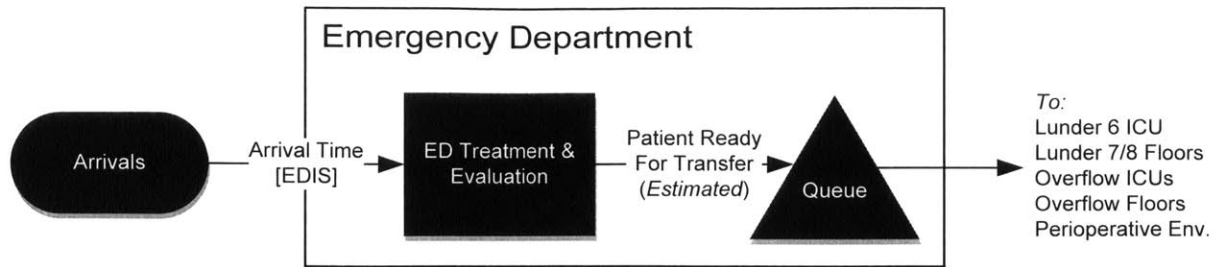 Emergency Department
Arrivals
Arrival Time
[EDIS]
ED Treatment &
Evaluation
Patient Ready
For Transfer
(Estimated)
Queue
To:
Lunder 6 ICU
Lunder 7/8 Floors
Overflow ICUs
Overflow Floors
Perioperative Env.